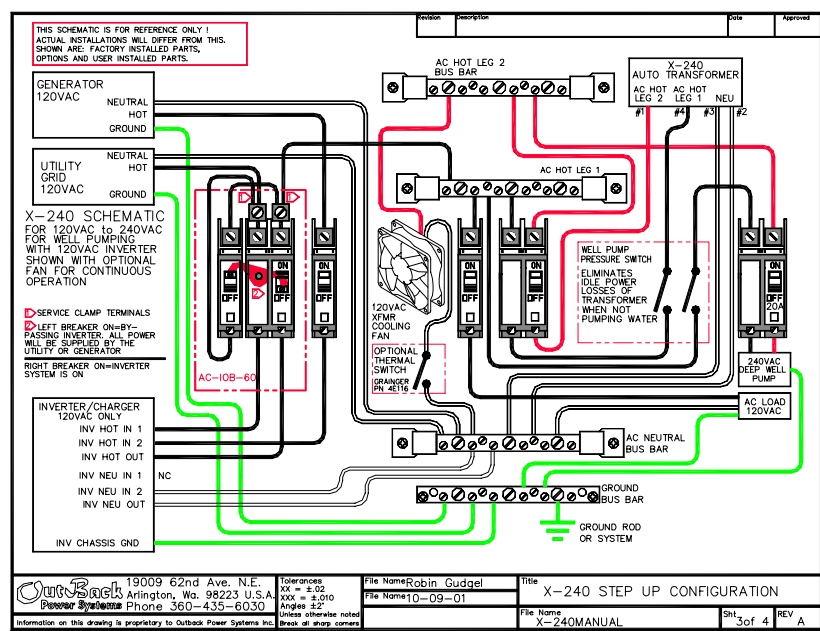 Revision
Description
Date
Approved
THIS SCHEMATIC IS FOR REFERENCE ONLY !
ACTUAL INSTALLATIONS WILL DIFFER FROM THIS.
SHOWN ARE: FACTORY INSTALLED PARTS,
OPTIONS AND USER INSTALLED PARTS.
GENERATOR
120VAC
NEUTRAL
HOT
GROUND
UTILITY
GRID
120VAC
NEUTRAL
HOT
GROUND
AC HOT LEG 2
BUS BAR
X-240
AUTO TRANSFORMER
AC HOT
LEG 2
AC HOT
LEG 1
NEU
#1
#4
#3
#2
AC HOT LEG 1
X-240 SCHEMATIC
FOR 120VAC to 240VAC
FOR WELL PUMPING
WITH 120VAC INVERTER
SHOWN WITH OPTIONAL
FAN FOR CONTINUOUS
OPERATION
1 SERVICE CLAMP TERMINALS
2 LEFT BREAKER ON=BY-
PASSING INVERTER. ALL POWER
WILL BE SUPPLIED BY THE
UTILITY OR GENERATOR
RIGHT BREAKER ON=INVERTER
SYSTEM IS ON
1
1
2
ON
OFF
ON
OFF
ON
OFF
ON
OFF
ON
OFF
ON
OFF
20A
AC-IOB-60
120VAC
XFMR
COOLING
FAN
OPTIONAL
THERMAL
SWITCH
GRAINGER
PN 4E116
WELL PUMP
PRESSURE SWITCH
ELIMINATES
IDLE POWER
LOSSES OF
TRANSFORMER
WHEN NOT
PUMPING WATER
240VAC
DEEP WELL
PUMP
AC LOAD
120VAC
INVERTER/CHARGER
120VAC ONLY
INV HOT IN 1
INV HOT IN 2
INV HOT OUT
INV NEU IN 1 NC
INV NEU IN 2
INV NEU OUT
INV CHASSIS GND
AC NEUTRAL
BUS BAR
GROUND
BUS BAR
GROUND ROD
OR SYSTEM
OutBack
Power Systems
19009 62nd Ave. N.E.
Arlington, Wa. 98223 U.S.A.
Phone 360-435-6030
Information on this drawing is proprietary to Outback Power Systems Inc.
Tolerances
XX = ±.02
XXX = ±.010
Angles ±2°
Unless otherwise noted
Break all sharp corners
File Name Robin Gudgel
File Name 10-09-01
Title
X-240 STEP UP CONFIGURATION
File Name
X-240MANUAL
Sht 3of 4
REV A